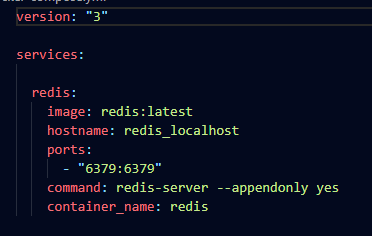 version: "3"
services:
redis:
image: redis:latest
hostname: redis_localhost
ports:
- "6379:6379"
command: redis-server --appendonly yes
container_name: redis